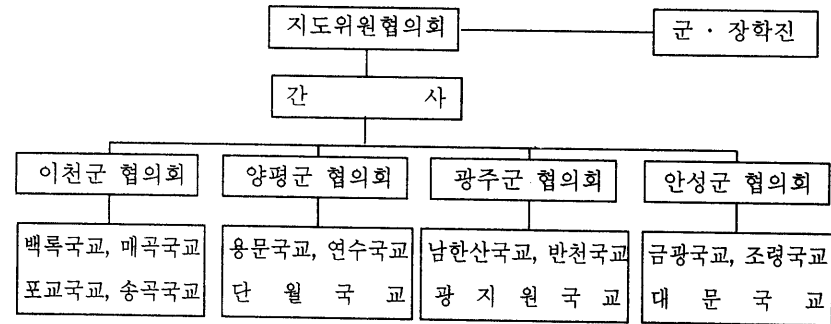 지도위원협의회
군 · 장학진
간 사
이천군 협의회
양평군 협의회
광주군 협의회
안성군 협의회
백록국교, 매곡국교
포교국교, 송곡국교
용문국교, 연수국교
단 월 국 교
남한산국교, 반천국교
광 지 원 국 교
금광국교, 조령국교
대 문 국 교